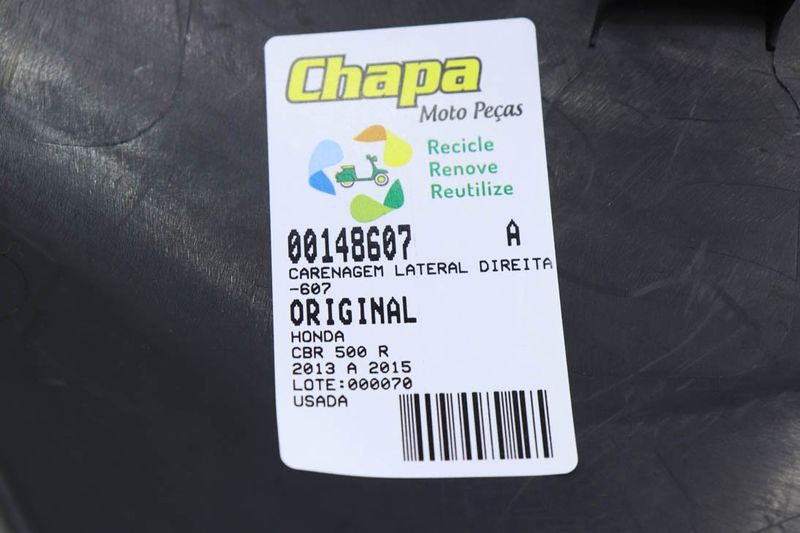 Chapa
Moto Peças
Recicle
Renove
Reutilize
00148607 A
CARENAGEM LATERAL DIREITA
-607
ORIGINAL
HONDA
CBR 500 R
2013 A 2015
LOTE:000070
USADA